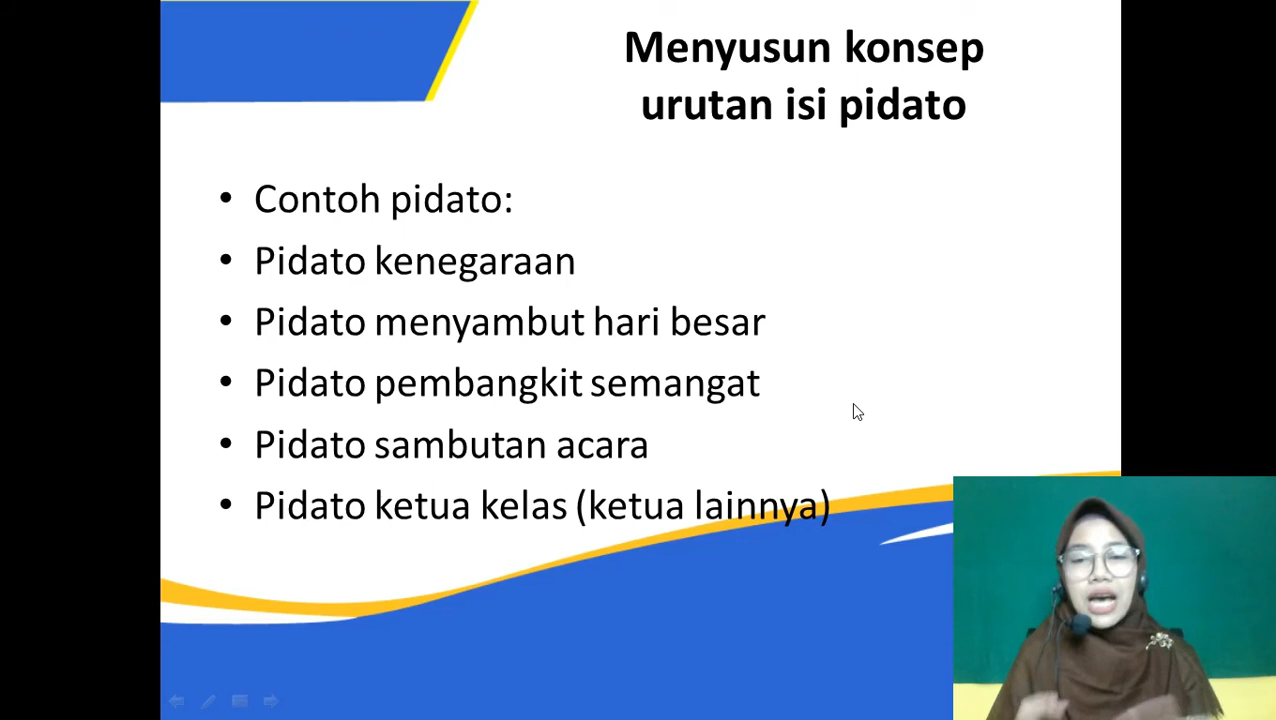 Menyusun konsep
urutan isi pidato
• Contoh pidato:
• Pidato kenegaraan
• Pidato menyambut hari besar
• Pidato pembangkit semangat
• Pidato sambutan acara
• Pidato ketua kelas (ketua lainnya)